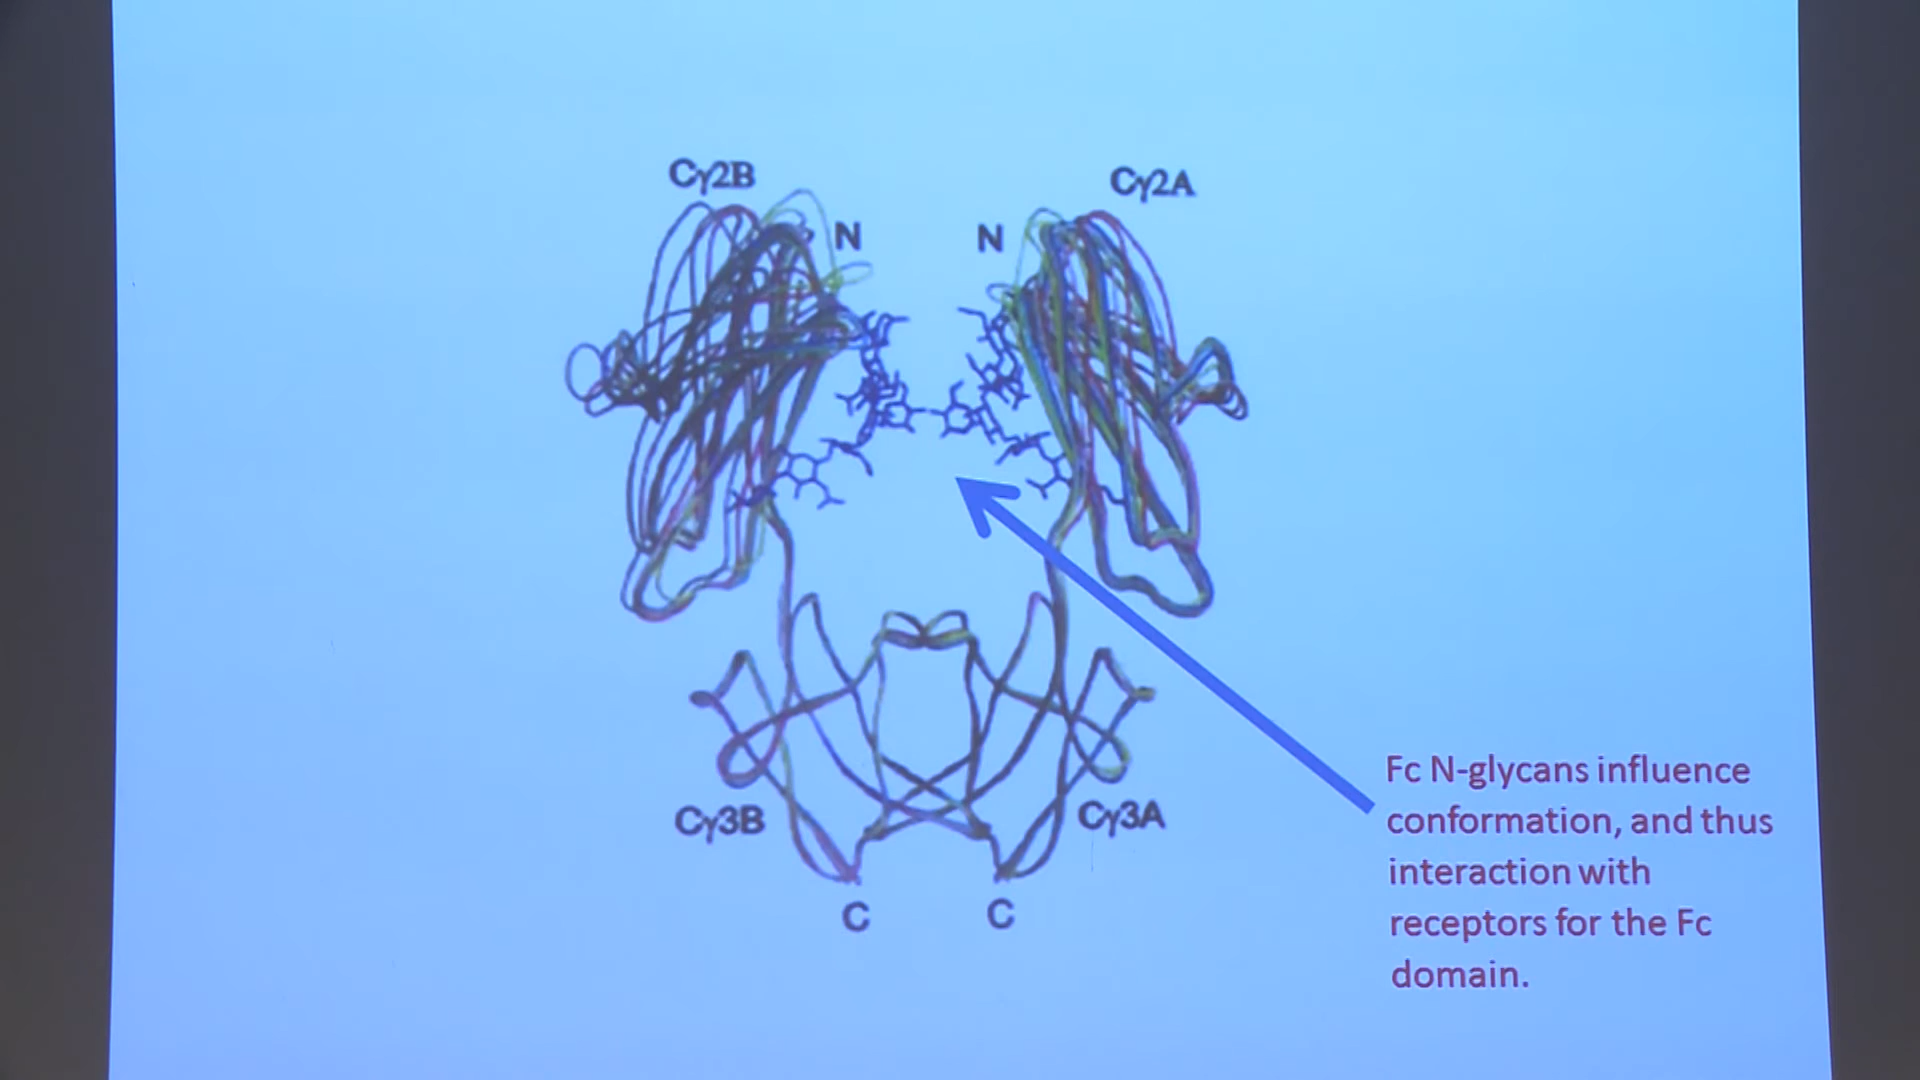 Cγ2B
Cγ2A
N
N
Cγ3B
Cγ3A
C
C
Fc N-glycans influence
conformation, and thus
interaction with
receptors for the Fc
domain.